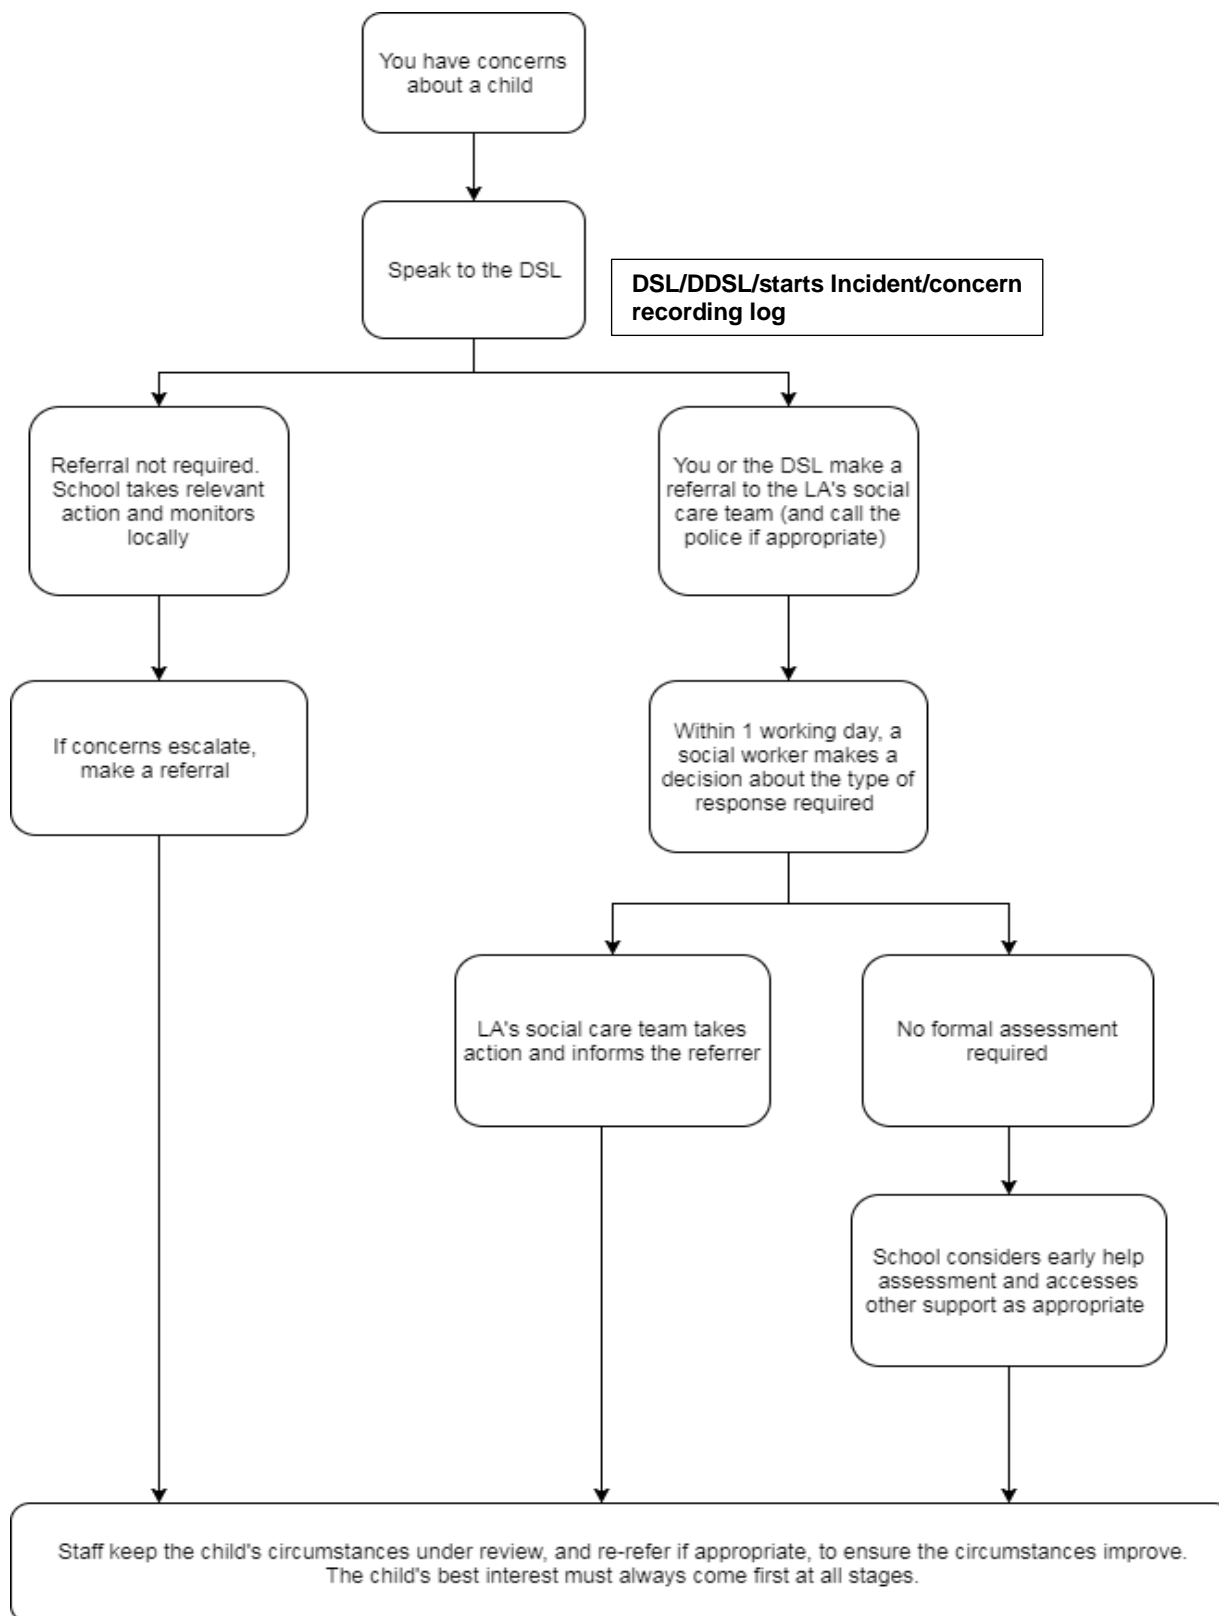 You have concerns
about a child
Speak to the DSL
DSL/DDSL/starts Incident/concern
recording log
Referral not required.
School takes relevant
action and monitors
locally
You or the DSL make a
referral to the LA's social
care team (and call the
police if appropriate)
If concerns escalate,
make a referral
Within 1 working day, a
social worker makes a
decision about the type of
response required
LA's social care team takes
action and informs the referrer
No formal assessment
required
School considers early help
assessment and accesses
other support as appropriate
Staff keep the child's circumstances under review, and re-refer if appropriate, to ensure the circumstances improve.
The child's best interest must always come first at all stages.